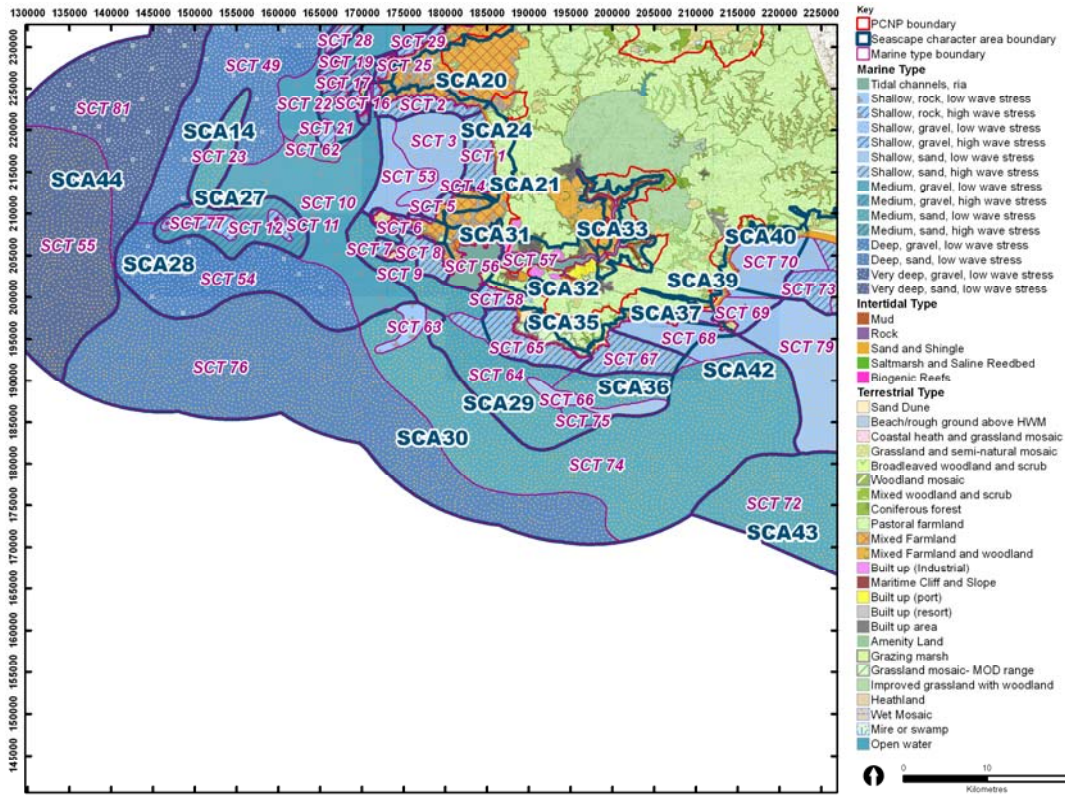 130000 135000 140000 145000 150000 155000 160000 165000 170000 175000 180000 185000 190000 195000 200000 205000 210000 215000 220000 225000
230000
225000
220000
215000
210000
205000
200000
195000
190000
185000
180000
175000
170000
165000
160000
155000
150000
145000
SCT 28
SCT 29
SCT 49
SCT 19
SCT 25
SCT 81
SCT 17
SCA20
SCT 22
SCT 16
SCT 2
SCA14
SCT 21
SCA24
SCT 3
SCT 62
SCT 23
SCT 1
SCA44
SCT 53
SCT 4
SCA21
SCA27
SCT 10
SCT 5
SCT 77
SCT 12
SCT 11
SCT 6
SCA31
SCA33
SCA40
SCT 55
SCT 7
SCT 8
SCT 57
SCT 70
SCA28
SCT 54
SCT 9
SCT 56
SCA32
SCA39
SCT 73
SCT 58
SCT 63
SCA35
SCA37
SCT 69
SCT 65
SCT 68
SCT 79
SCT 67
SCT 76
SCT 64
SCA42
SCA36
SCA29
SCT 66
SCT 75
SCA30
SCT 74
SCT 72
SCA43
Key
PCNP boundary
Seascape character area boundary
Marine type boundary
Marine Type
Tidal channels, ria
Shallow, rock, low wave stress
Shallow, rock, high wave stress
Shallow, gravel, low wave stress
Shallow, gravel, high wave stress
Shallow, sand, low wave stress
Shallow, sand, high wave stress
Medium, gravel, low wave stress
Medium, gravel, high wave stress
Medium, sand, low wave stress
Medium, sand, high wave stress
Deep, gravel, low wave stress
Deep, sand, low wave stress
Very deep, gravel, low wave stress
Very deep, sand, low wave stress
Intertidal Type
Mud
Rock
Sand and Shingle
Saltmarsh and Saline Reedbed
Biogenic Reefs
Terrestrial Type
Sand Dune
Beach/rough ground above HWM
Coastal heath and grassland mosaic
Grassland and semi-natural mosaic
Broadleaved woodland and scrub
Woodland mosaic
Mixed woodland and scrub
Coniferous forest
Pastoral farmland
Mixed Farmland
Mixed Farmland and woodland
Built up (Industrial)
Maritime Cliff and Slope
Built up (port)
Built up (resort)
Built up area
Amenity Land
Grazing marsh
Grassland mosaic- MOD range
Improved grassland with woodland
Heathland
Wet Mosaic
Mire or swamp
Open water
0 10
Kilometres